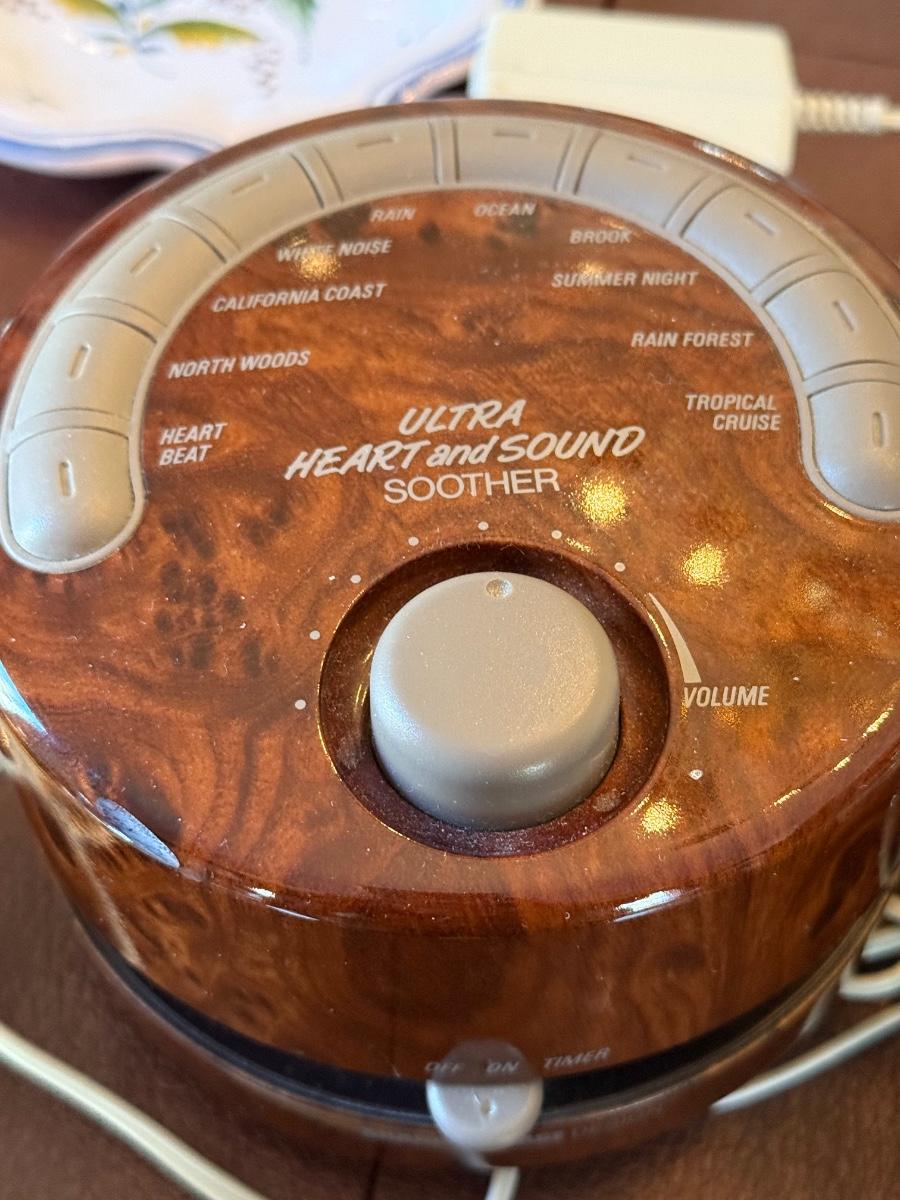 RAIN
OCEAN
WHITE NOISE
BROOK
CALIFORNIA COAST
SUMMER NIGHT
NORTH WOODS
RAIN FOREST
HEART
BEAT
TROPICAL
CRUISE
ULTRA
HEART and SOUND
SOOTHER
VOLUME
OFF ON TIMER